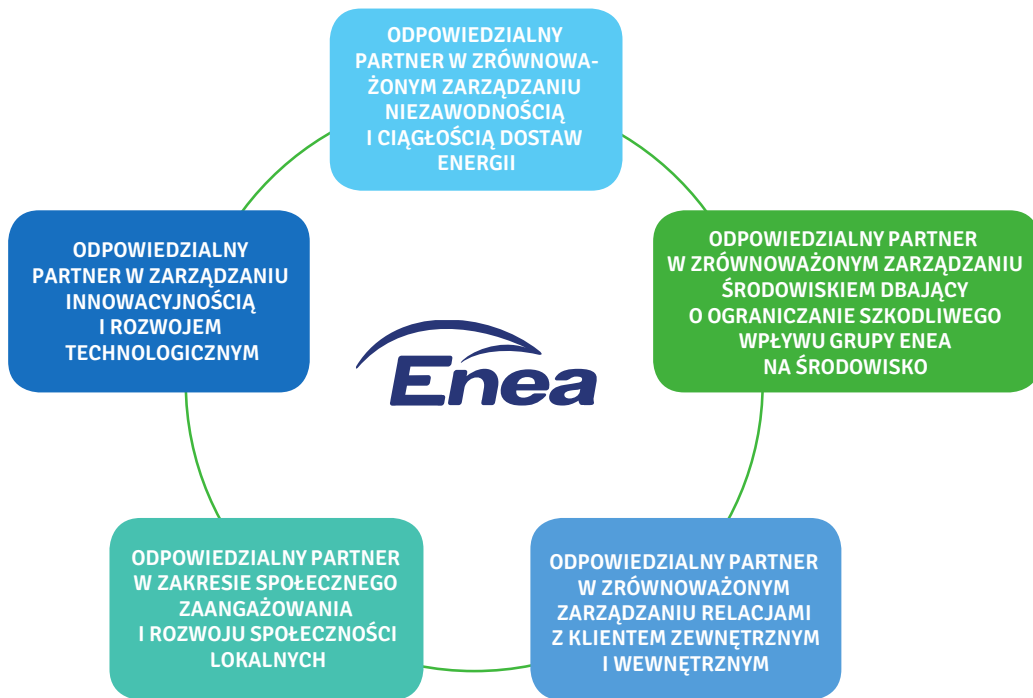 ODPOWIEDZIALNY
PARTNER W ZRÓWNOWA-
ŻONYM ZARZĄDZANIU
NIEZAWODNOŚCIĄ
I CIĄGŁOŚCIĄ DOSTAW
ENERGII
ODPOWIEDZIALNY
PARTNER W ZARZĄDZANIU
INNOWACYJNOŚCIĄ
I ROZWOJEM
TECHNOLOGICZNYM
ODPOWIEDZIALNY PARTNER
W ZRÓWNOWAŻONYM ZARZĄDZANIU
ŚRODOWISKIEM DBAJĄCY
O OGRANICZANIE SZKODLIWEGO
WPŁYWU GRUPY ENEA
NA ŚRODOWISKO
Enea
ODPOWIEDZIALNY PARTNER
W ZAKRESIE SPOŁECZNEGO
ZAANGAŻOWANIA
I ROZWOJU SPOŁECZNOŚCI
LOKALNYCH
ODPOWIEDZIALNY PARTNER
W ZRÓWNOWAŻONYM
ZARZĄDZANIU RELACJAMI
Z KLIENTEM ZEWNĘTRZNYM
I WEWNĘTRZNYM